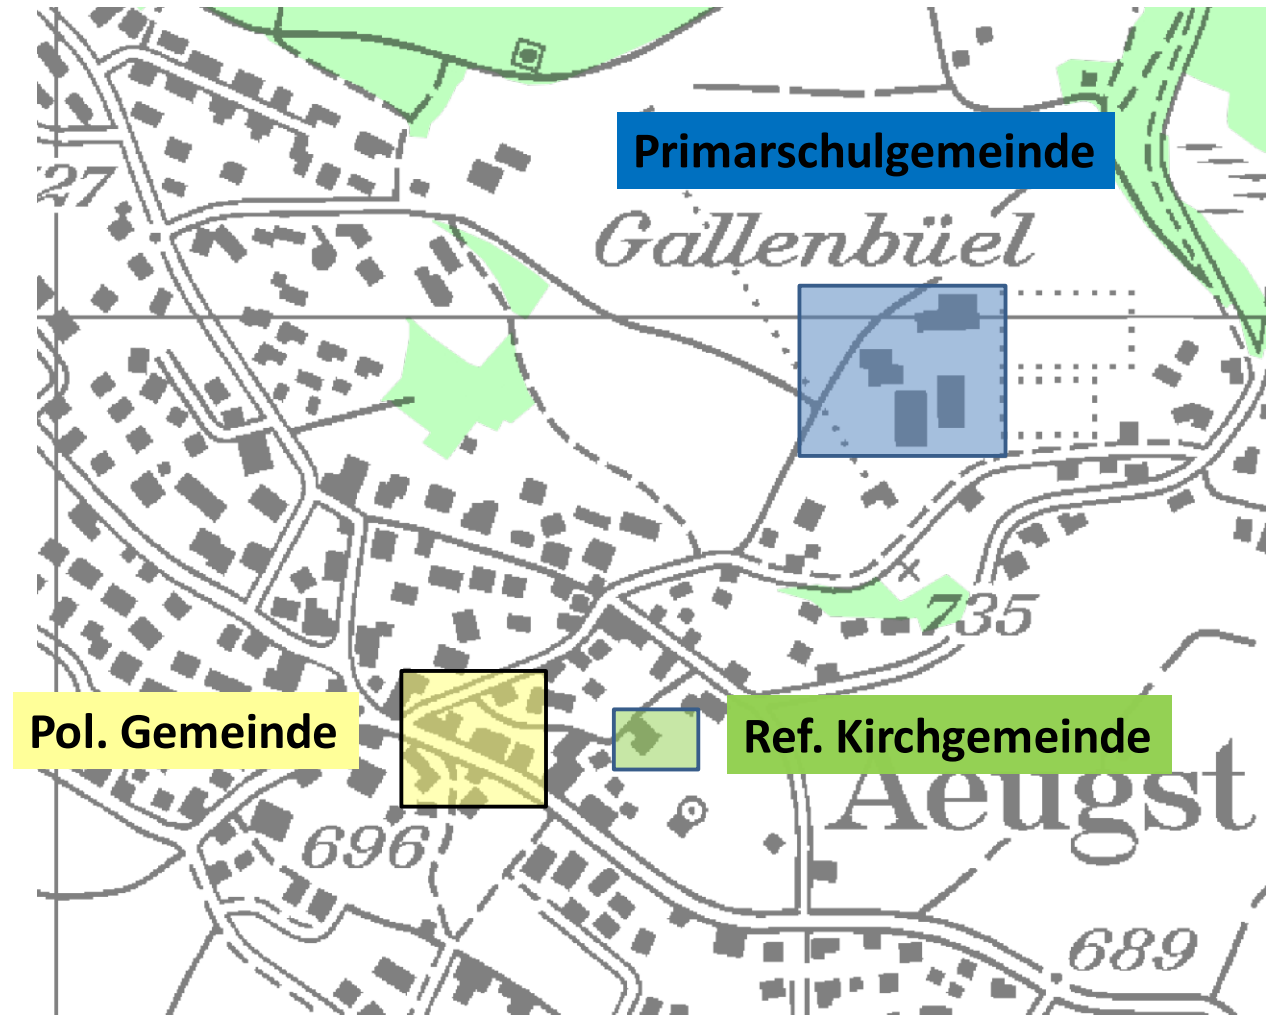 Primarschulgemeinde
27
Gallenbüel
735
Pol. Gemeinde
Ref. Kirchgemeinde
Aeugst
696
689